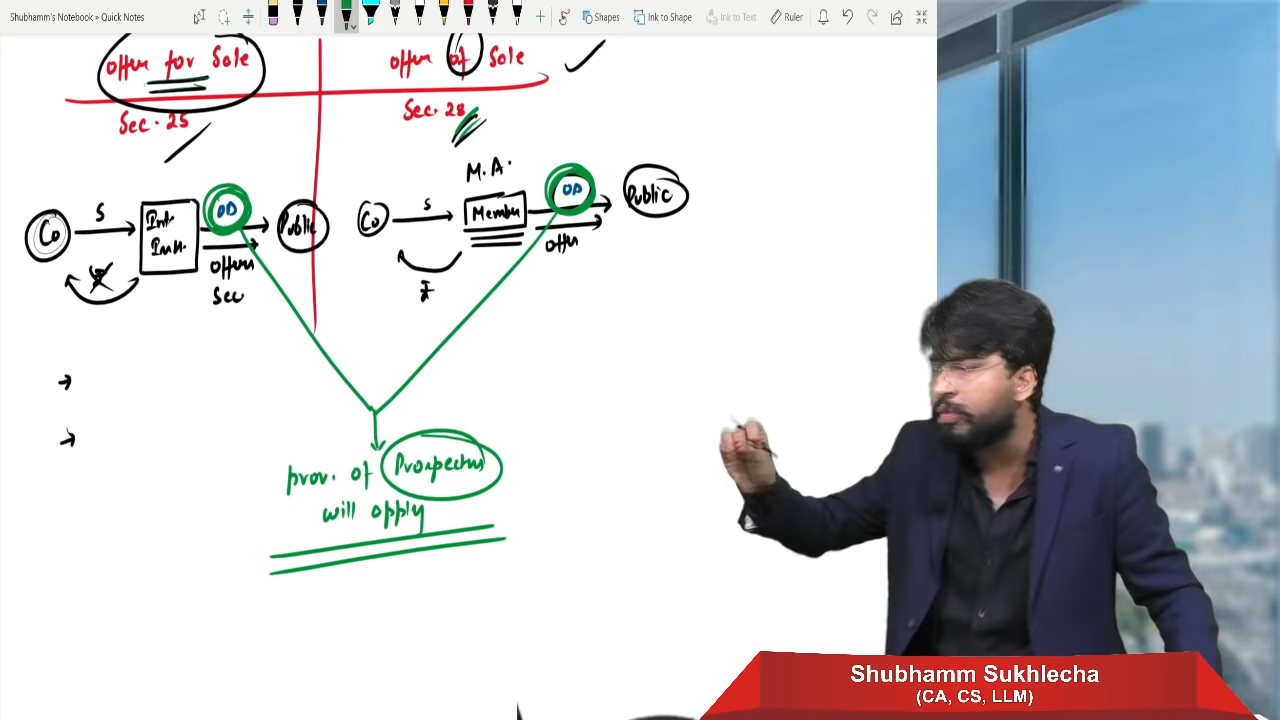 Shubhamm's Notebook » Quick Notes
Shapes
Ink to Shape
Ink to Text
Ruler
offer for Sale
offer of Sale
Sec. 25
Sec. 28
M.A.
Co
S
Int.
OD
Public
offers
Sec
Co
S
Member
OD
Public
offer
₹
prov. of Prospectus
will apply
Shubhamm Sukhlecha
(CA, CS, LLM)